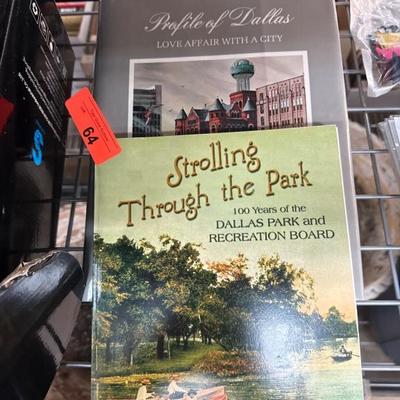 Profile of Dallas
LOVE AFFAIR WITH A CITY
64
Strolling
Through the Park
100 Years of the
DALLAS PARK and
RECREATION BOARD